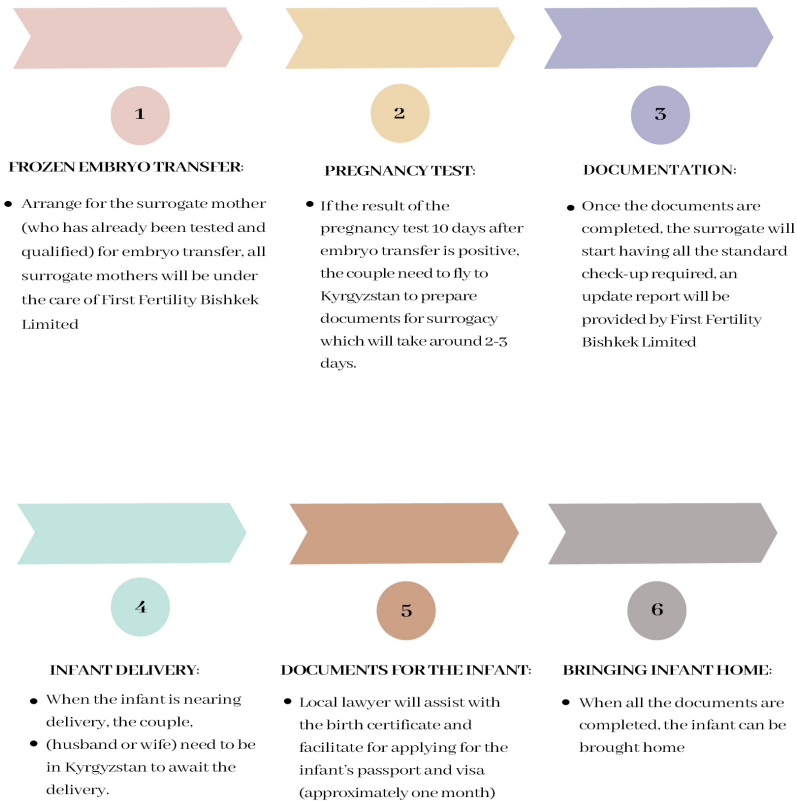 1
FROZEN EMBRYO TRANSFER:
• Arrange for the surrogate mother
(who has already been tested and
qualified) for embryo transfer, all
surrogate mothers will be under
the care of First Fertility Bishkek
Limited
2
PREGNANCY TEST:
• If the result of the
pregnancy test 10 days after
embryo transfer is positive,
the couple need to fly to
Kyrgyzstan to prepare
documents for surrogacy
which will take around 2-3
days.
3
DOCUMENTATION:
• Once the documents are
completed, the surrogate will
start having all the standard
check-up required, an
update report will be
provided by First Fertility
Bishkek Limited
4
INFANT DELIVERY:
• When the infant is nearing
delivery, the couple,
• (husband or wife) need to be
in Kyrgyzstan to await the
delivery.
5
DOCUMENTS FOR THE INFANT:
• Local lawyer will assist with
the birth certificate and
facilitate for applying for the
infant's passport and visa
(approximately one month)
6
BRINGING INFANT HOME:
• When all the documents are
completed, the infant can be
brought home